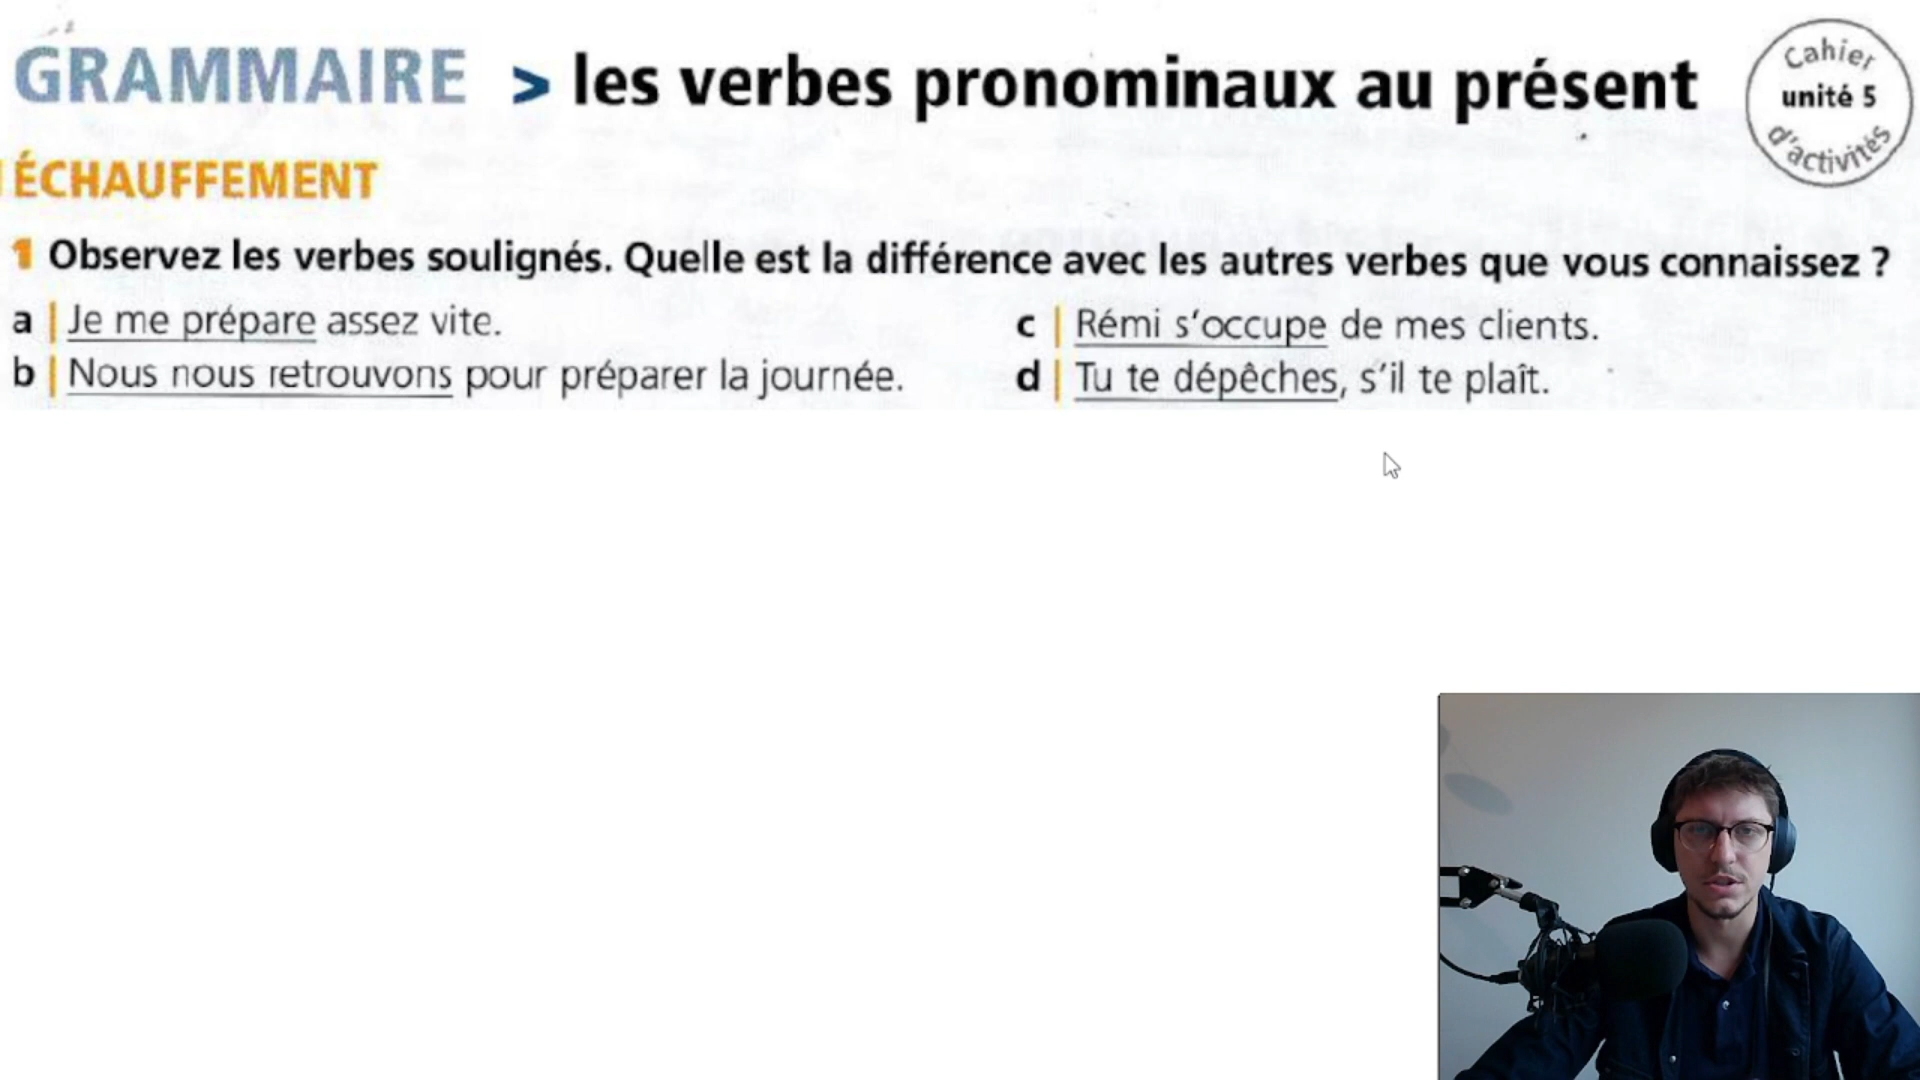 GRAMMAIRE > les verbes pronominaux au présent
Cahier
unité 5
d'activités
ÉCHAUFFEMENT
1 Observez les verbes soulignés. Quelle est la différence avec les autres verbes que vous connaissez ?
a | Je me prépare assez vite.
b | Nous nous retrouvons pour préparer la journée.
c | Rémi s'occupe de mes clients.
d | Tu te dépêches, s'il te plaît.